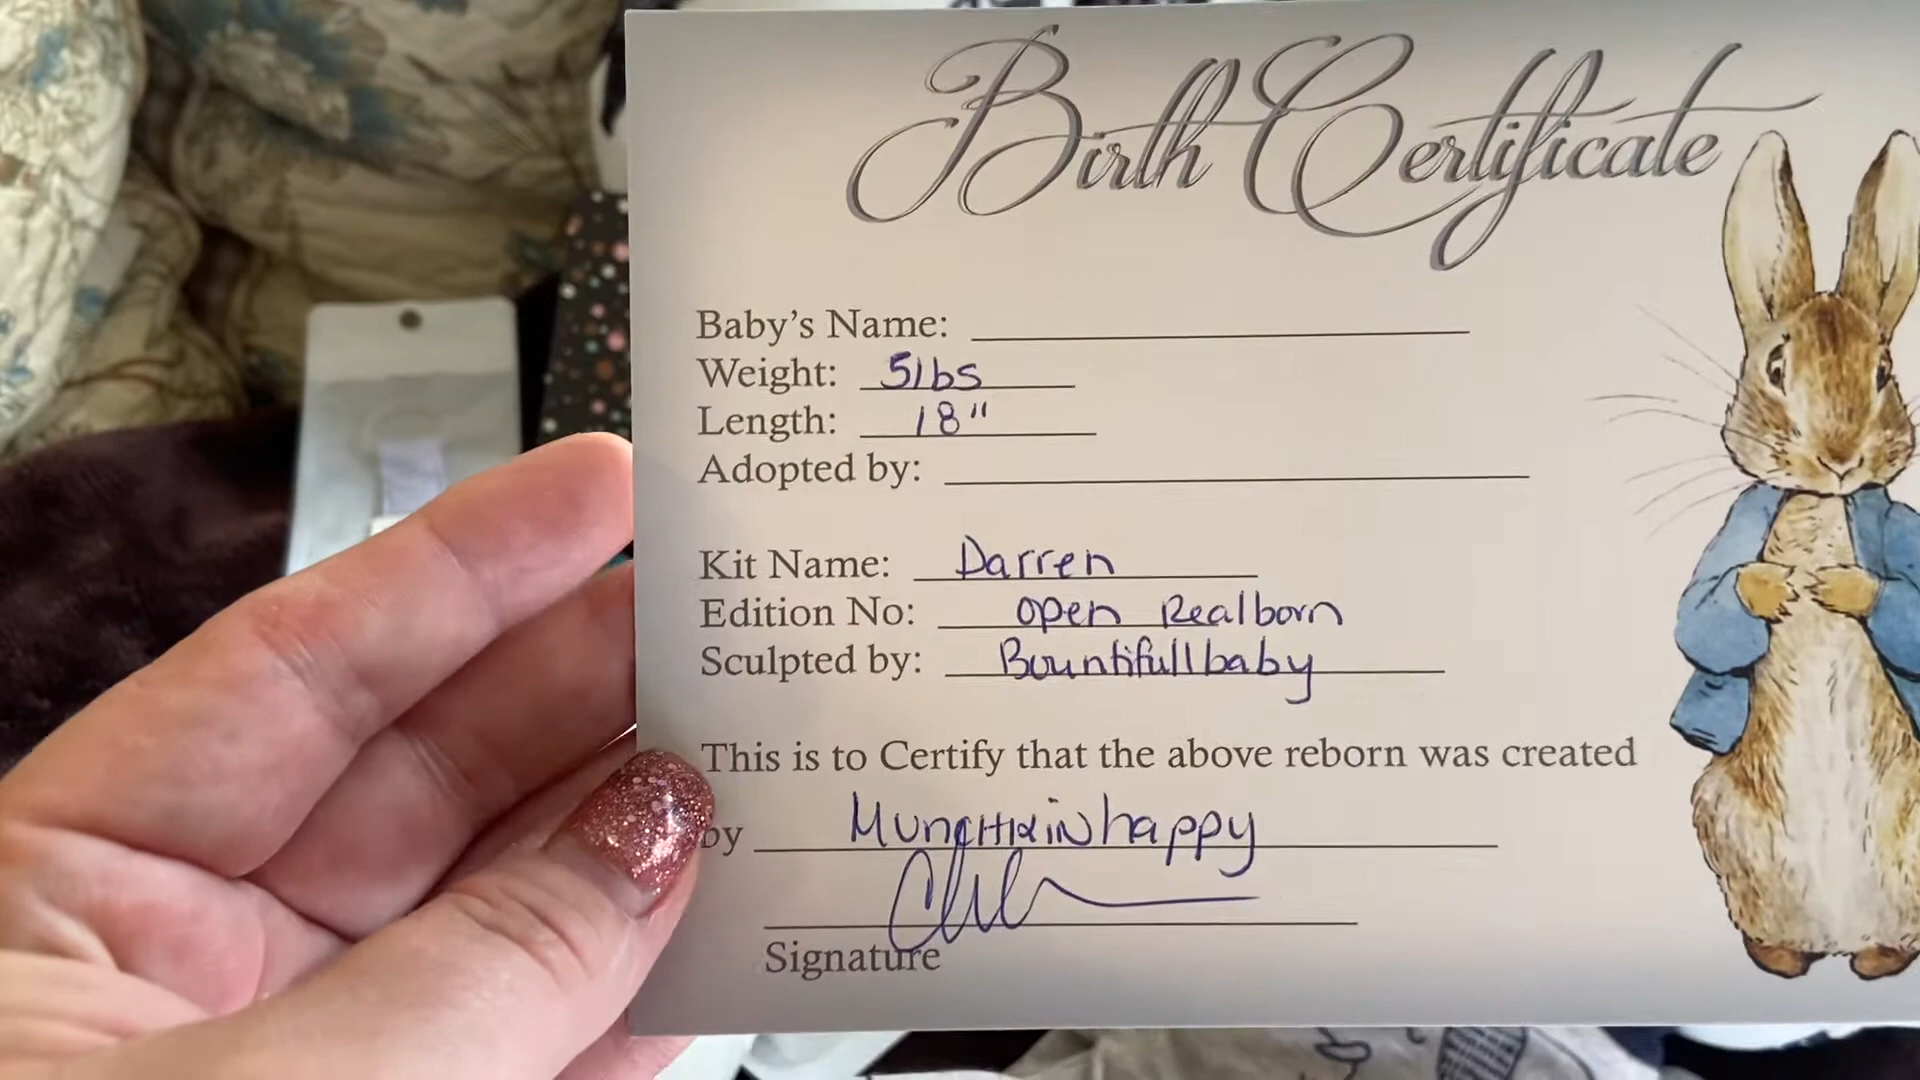 Birth Certificate
Baby's Name:
Weight: 5lbs
Length: 18"
Adopted by:
Kit Name: Darren
Edition No: open Realborn
Sculpted by: Bountifullbaby
This is to Certify that the above reborn was created
by
Signature